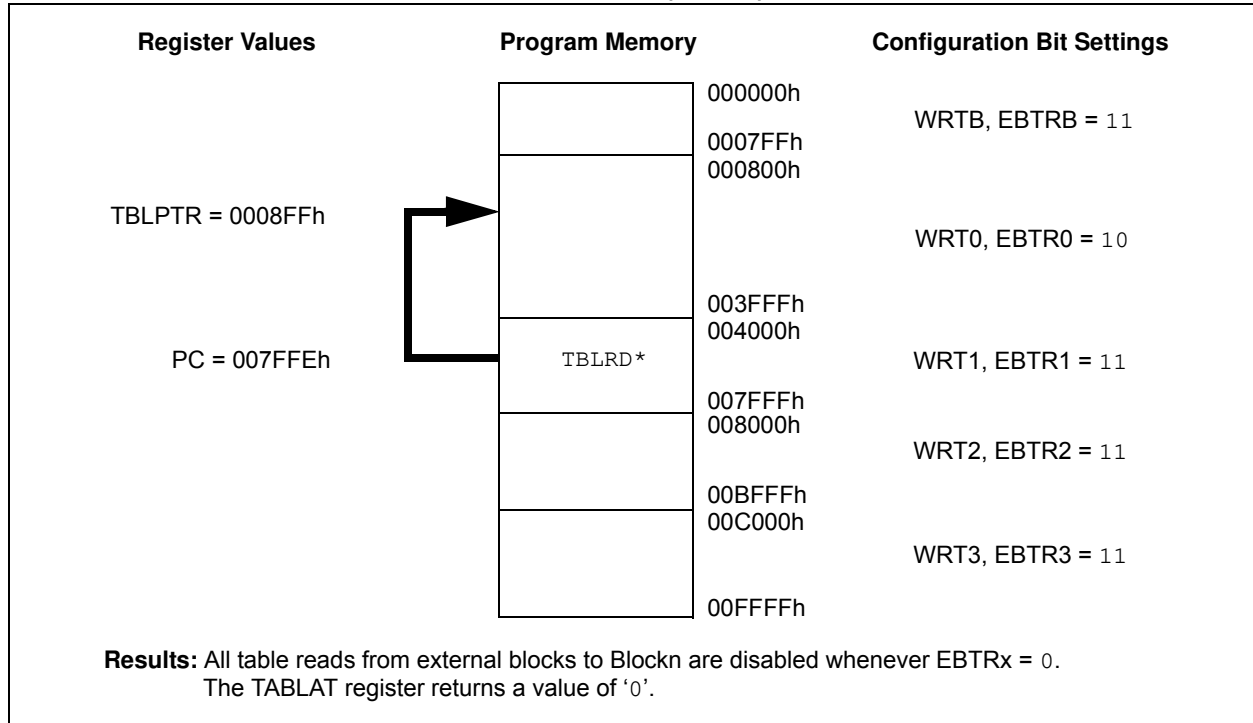 Register Values Program Memory Configuration Bit Settings
000000h
WRTB, EBTRB = 11
0007FFh
000800h
TBLPTR = 0008FFh
WRT0, EBTR0 = 10
003FFFh
004000h
PC = 007FFEh TBLRD* WRT1, EBTR1 = 11
007FFFh
008000h
WRT2, EBTR2 = 11
00BFFFh
00C000h
WRT3, EBTR3 = 11
00FFFFh
Results: All table reads from external blocks to Blockn are disabled whenever EBTRx = 0.
The TABLAT register returns a value of ‘0’.